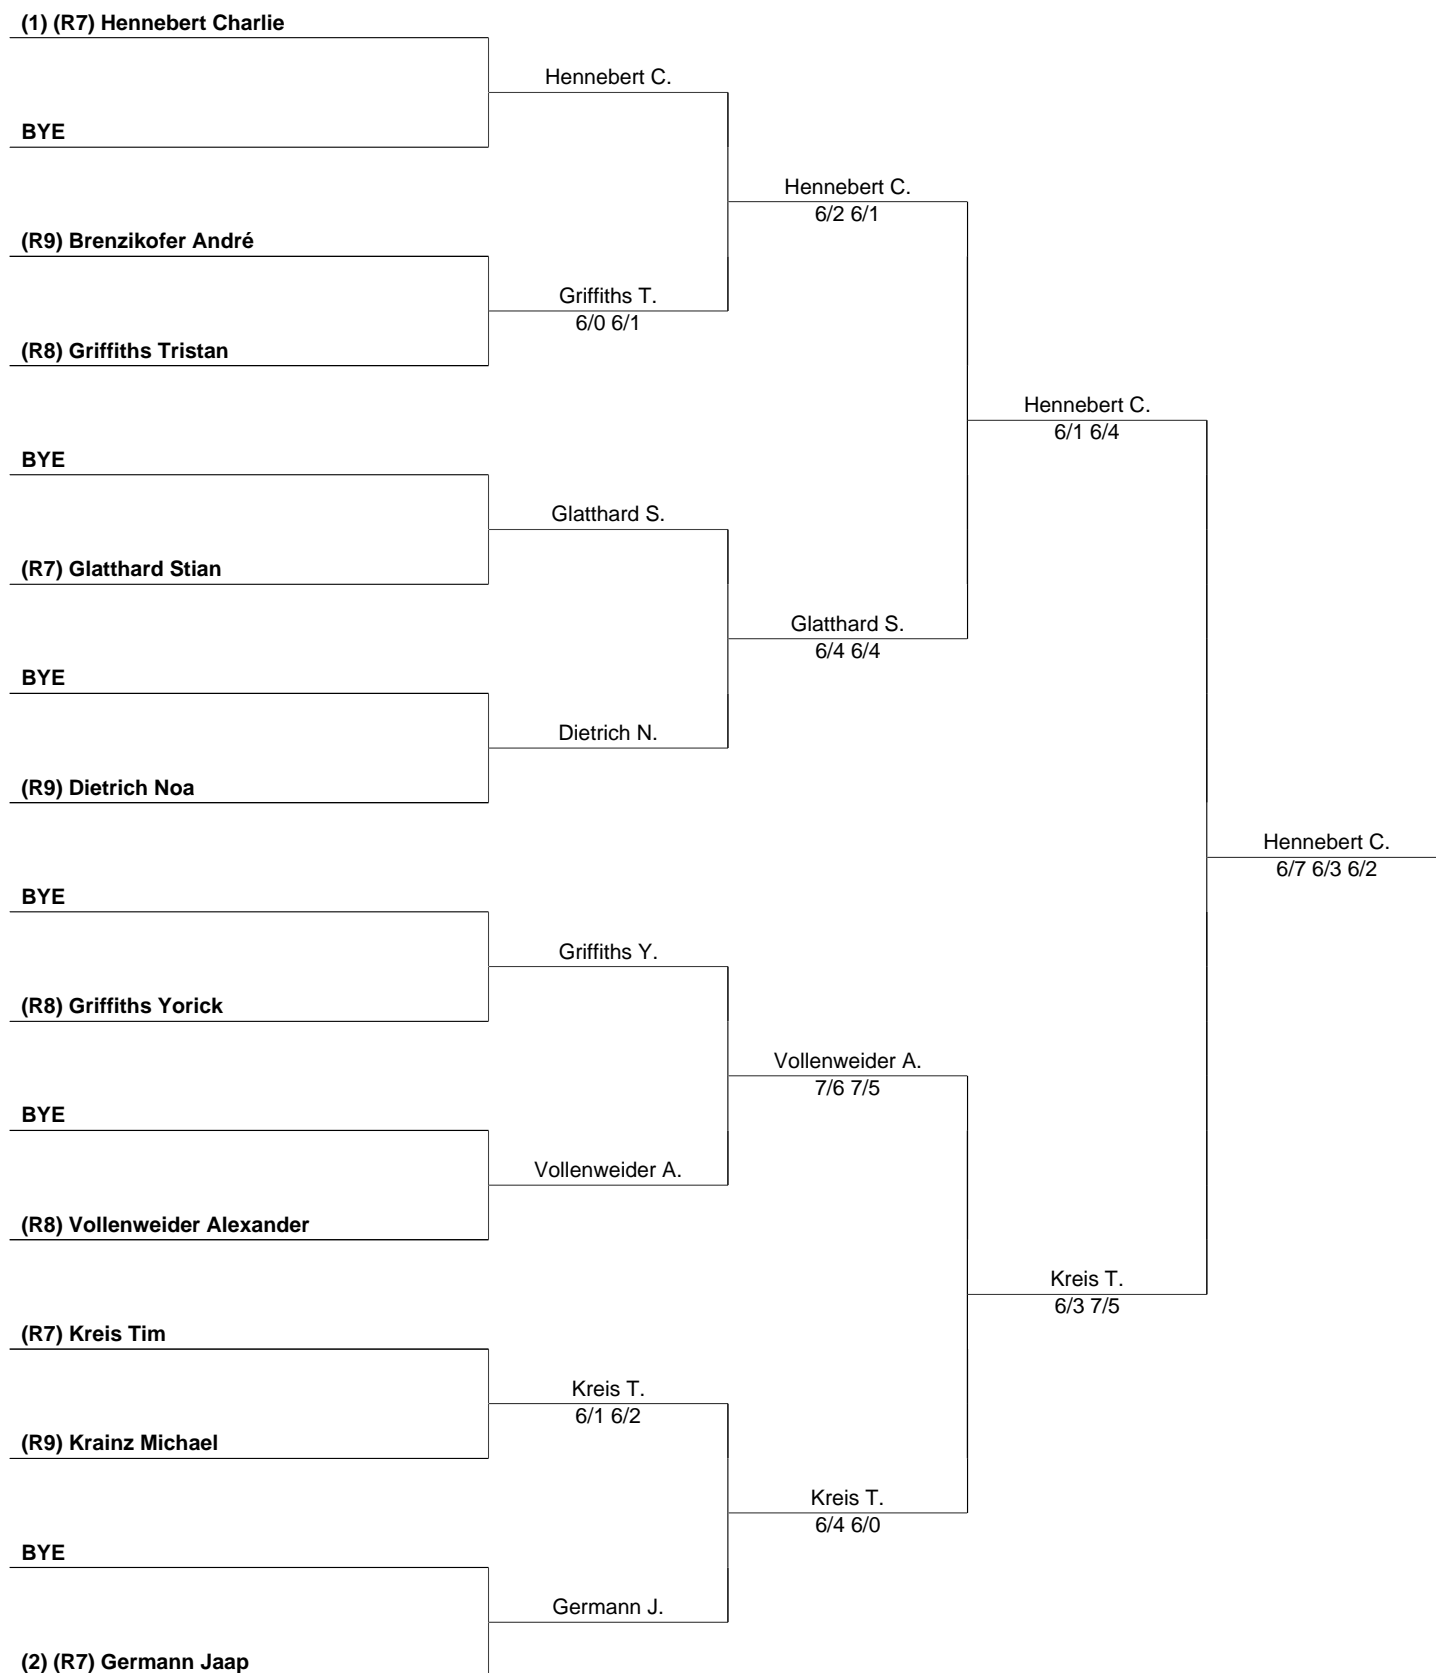 (1) (R7) Hennebert Charlie
Hennebert C.
BYE
Hennebert C.
6/2 6/1
(R9) Brenzikofer André
Griffiths T.
6/0 6/1
(R8) Griffiths Tristan
Hennebert C.
6/1 6/4
BYE
Glatthard S.
(R7) Glatthard Stian
Glatthard S.
6/4 6/4
BYE
Dietrich N.
(R9) Dietrich Noa
Hennebert C.
6/7 6/3 6/2
BYE
Griffiths Y.
(R8) Griffiths Yorick
Vollenweider A.
7/6 7/5
BYE
Vollenweider A.
(R8) Vollenweider Alexander
Kreis T.
6/3 7/5
(R7) Kreis Tim
Kreis T.
6/1 6/2
(R9) Krainz Michael
Kreis T.
6/4 6/0
BYE
Germann J.
(2) (R7) Germann Jaap